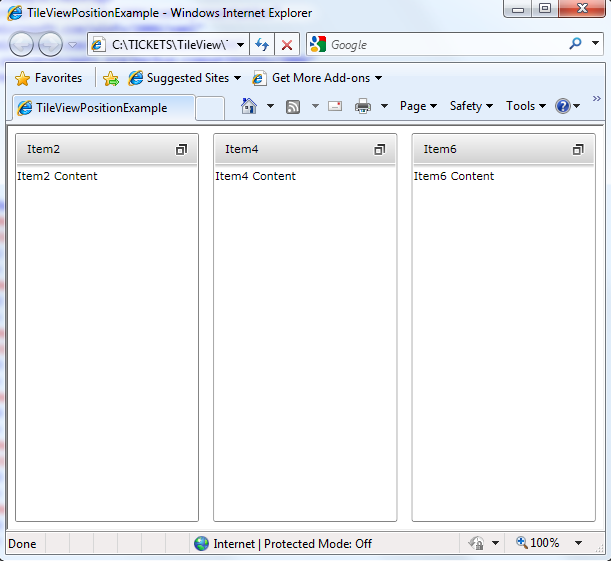 TileViewPositionExample - Windows Internet Explorer
C:\TICKETS\TileView\
Google
Favorites Suggested Sites Get More Add-ons
TileViewPositionExample Page Safety Tools
Item2 Item4 Item6
Item2 Content Item4 Content Item6 Content
Done Internet | Protected Mode: Off 100%